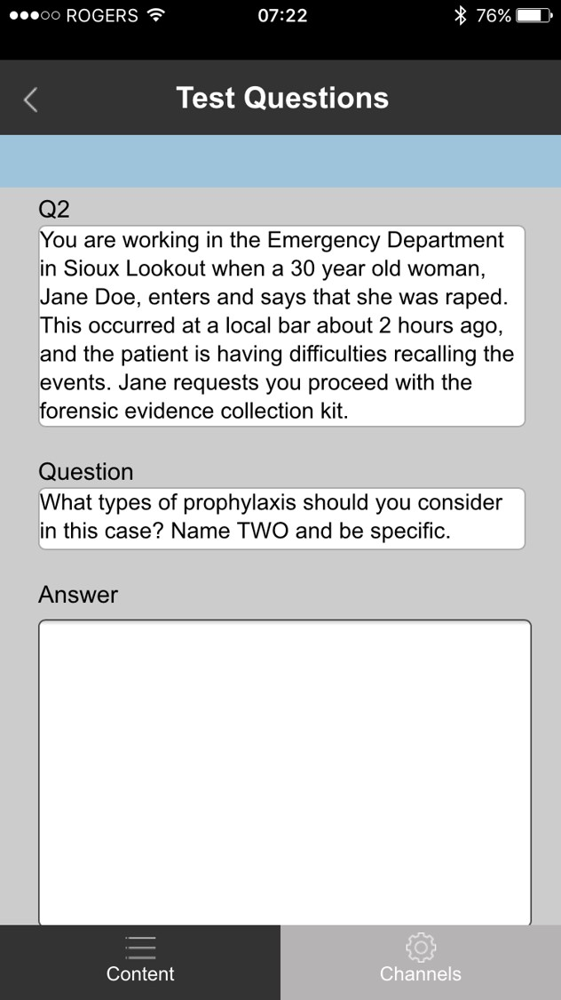 ROGERS 07:22 76%
Test Questions
Q2
You are working in the Emergency Department
in Sioux Lookout when a 30 year old woman,
Jane Doe, enters and says that she was raped.
This occurred at a local bar about 2 hours ago,
and the patient is having difficulties recalling the
events. Jane requests you proceed with the
forensic evidence collection kit.
Question
What types of prophylaxis should you consider
in this case? Name TWO and be specific.
Answer
Content Channels